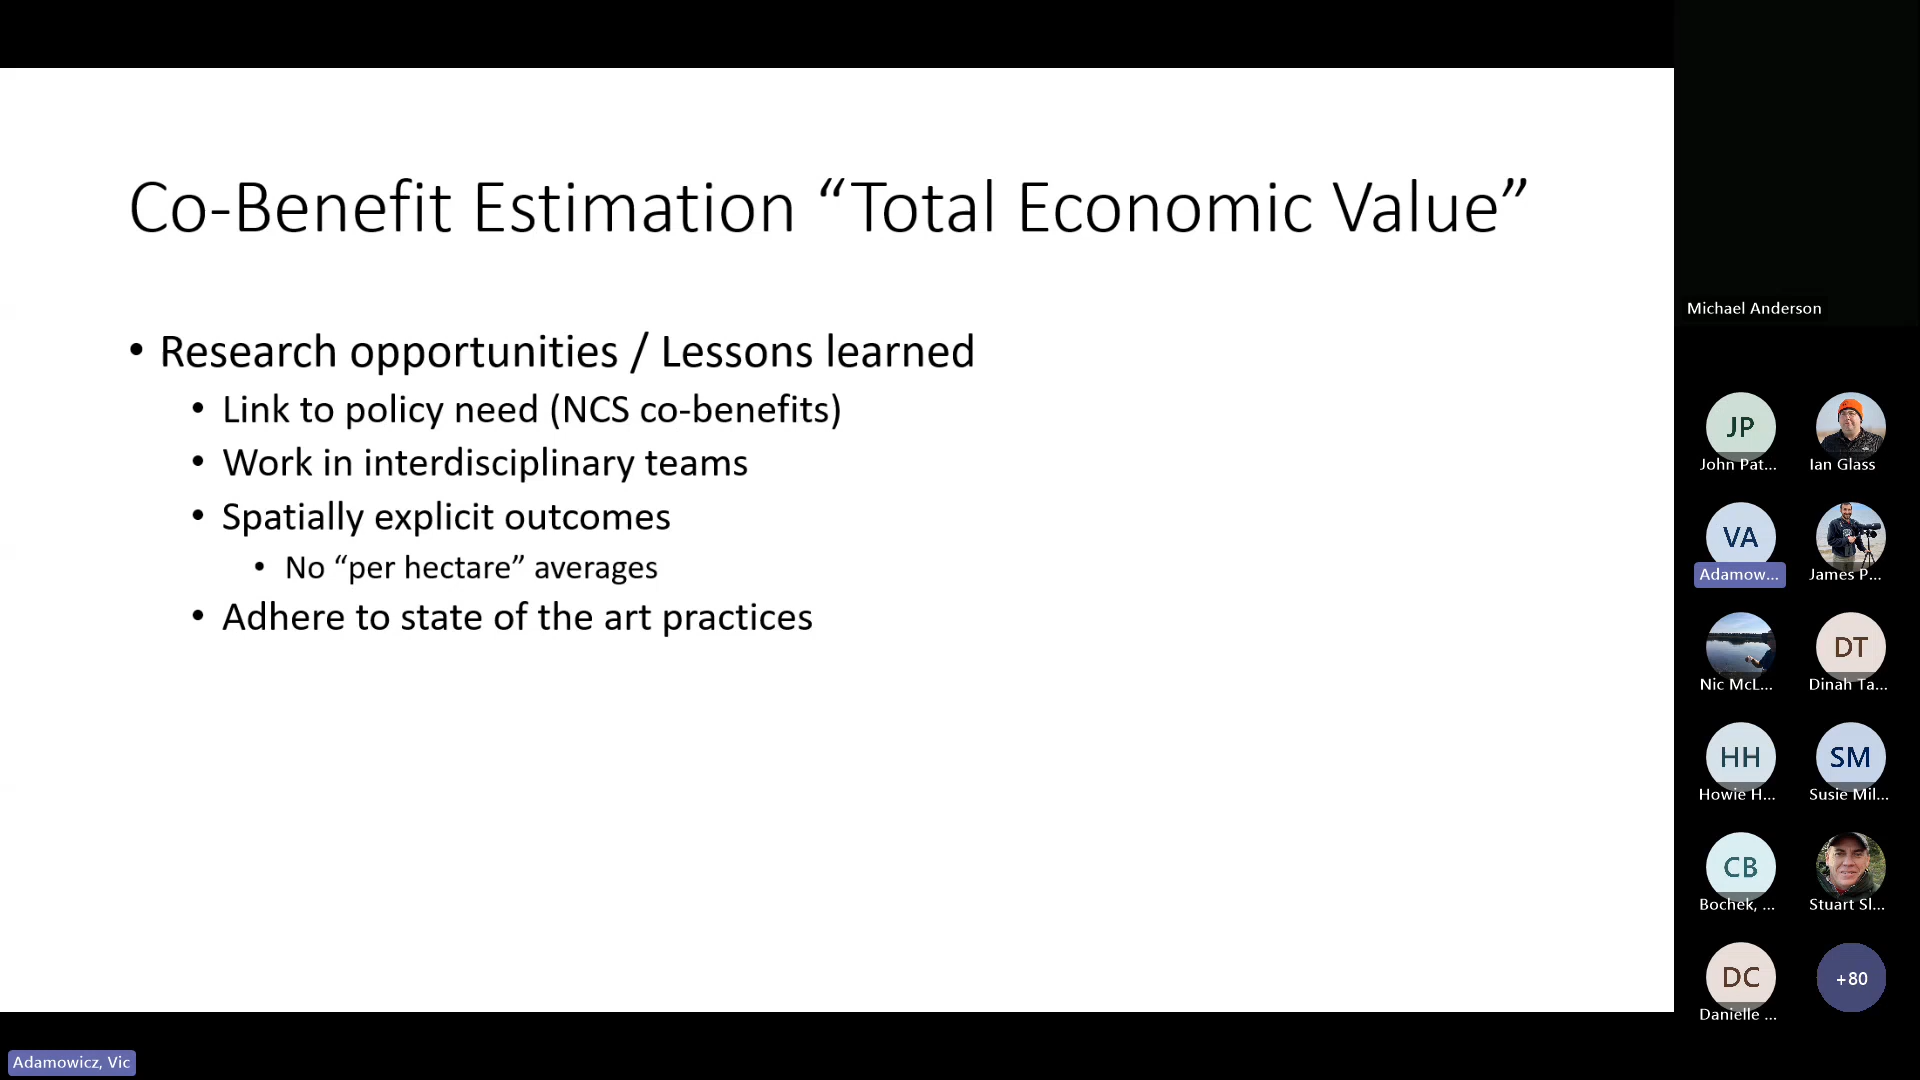 Co-Benefit Estimation “Total Economic Value”
• Research opportunities / Lessons learned
• Link to policy need (NCS co-benefits)
• Work in interdisciplinary teams
• Spatially explicit outcomes
• No “per hectare” averages
• Adhere to state of the art practices
Michael Anderson
JP
John Pat...
Ian Glass
VA
Adamow...
James P...
Nic McL...
DT
Dinah Ta...
HH
Howie H...
SM
Susie Mil...
CB
Bochek, ...
Stuart Sl...
DC
Danielle ...
+80
Adamowicz, Vic